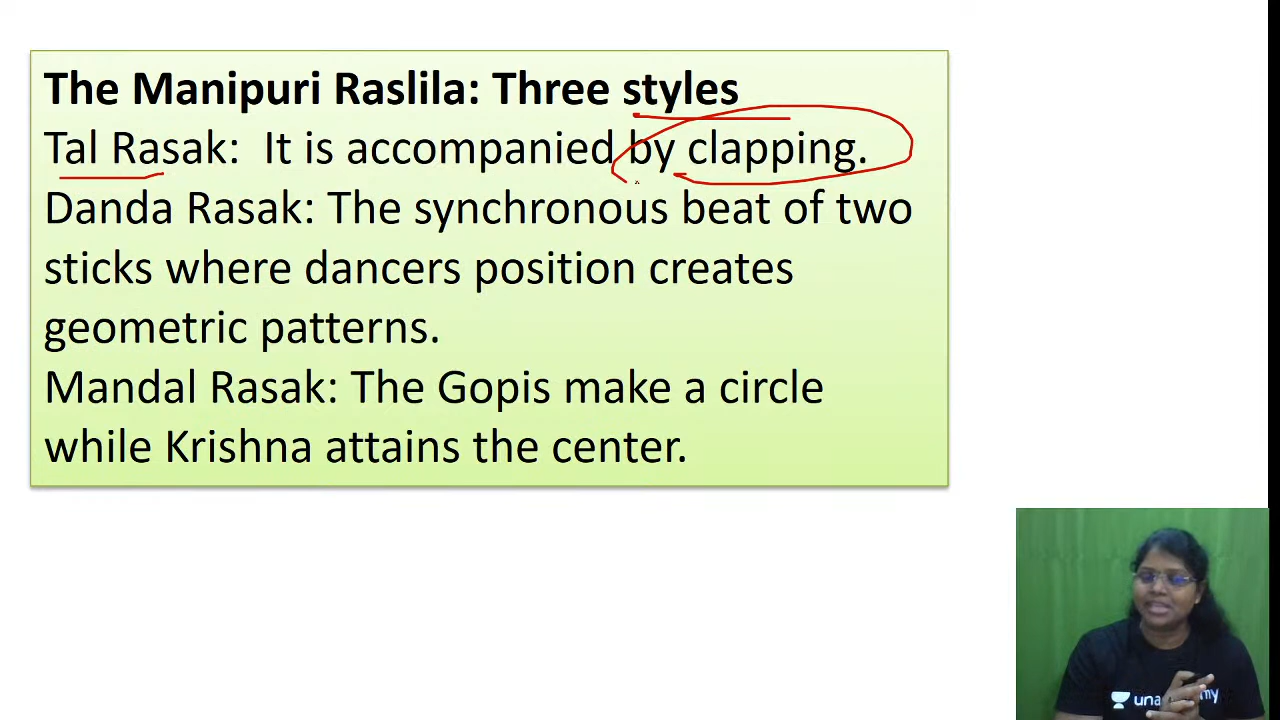 The Manipuri Raslila: Three styles
Tal Rasak: It is accompanied by clapping.
Danda Rasak: The synchronous beat of two
sticks where dancers position creates
geometric patterns.
Mandal Rasak: The Gopis make a circle
while Krishna attains the center.